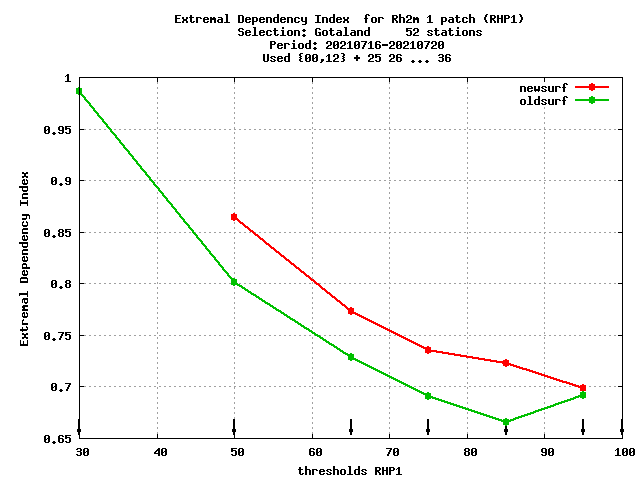 Extremal Dependency Index  for Rh2m 1 patch (RHP1)
Selection: Gotaland     52 stations
Period: 20210716-20210720
Used {00,12} + 25 26 ... 36
newsurf
oldsurf
1
0.95
0.9
0.85
0.8
0.75
0.7
0.65
Extremal Dependency Index
30 40 50 60 70 80 90 100
thresholds RHP1